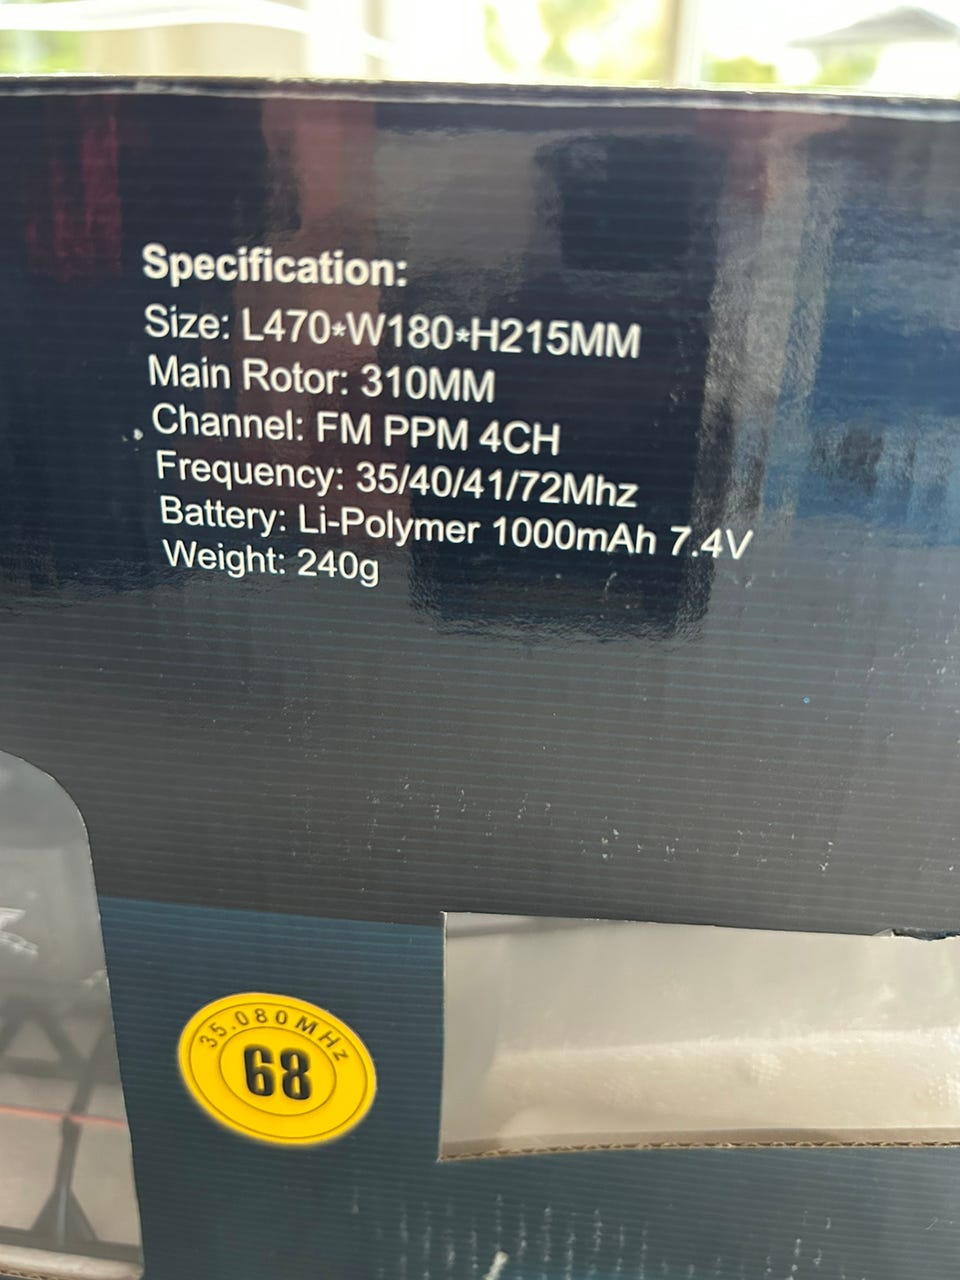 Specification:
Size: L470*W180*H215MM
Main Rotor: 310MM
Channel: FM PPM 4CH
Frequency: 35/40/41/72Mhz
Battery: Li-Polymer 1000mAh 7.4V
Weight: 240g
35.080MHz
68